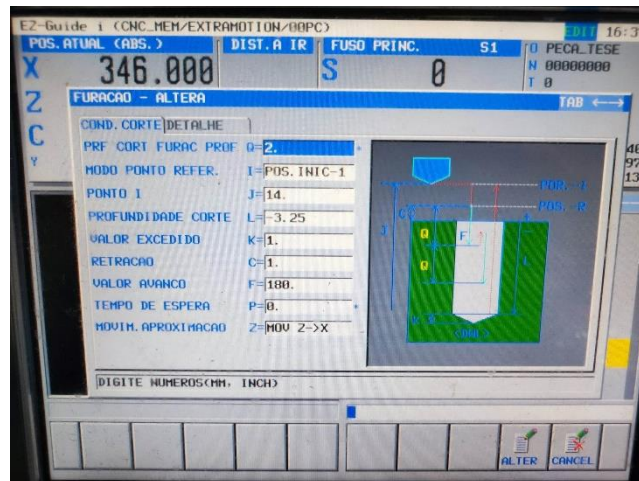 EZ-Guide i (CNC_MEM/EXTRAMOTION/00PC)
EDIT 16:3
POS. ATUAL (ABS.) DIST. A IR FUSO PRINC. S1 O PECA_TESE
X 346.000 S 0 N 00000000
T 0
Z
FURACAO - ALTERA TAB ←→
COND. CORTE DETALHE
C
PRF CORT FURAC PROF Q=2.
MODO PONTO REFER. I=POS. INIC-1
Y
PONTO I J=14.
PROFUNDIDADE CORTE L=-3.25
VALOR EXCEDIDO K=1.
RETRACAO C=1.
VALOR AVANCO F=180.
TEMPO DE ESPERA P=0.
MOVIM. APROXIMACAO Z=MOV Z->X
POR.-I
POS.-R
C
J
Q
F
Q
L
K
DIGITE NUMEROS(MM, INCH)
ALTER CANCEL